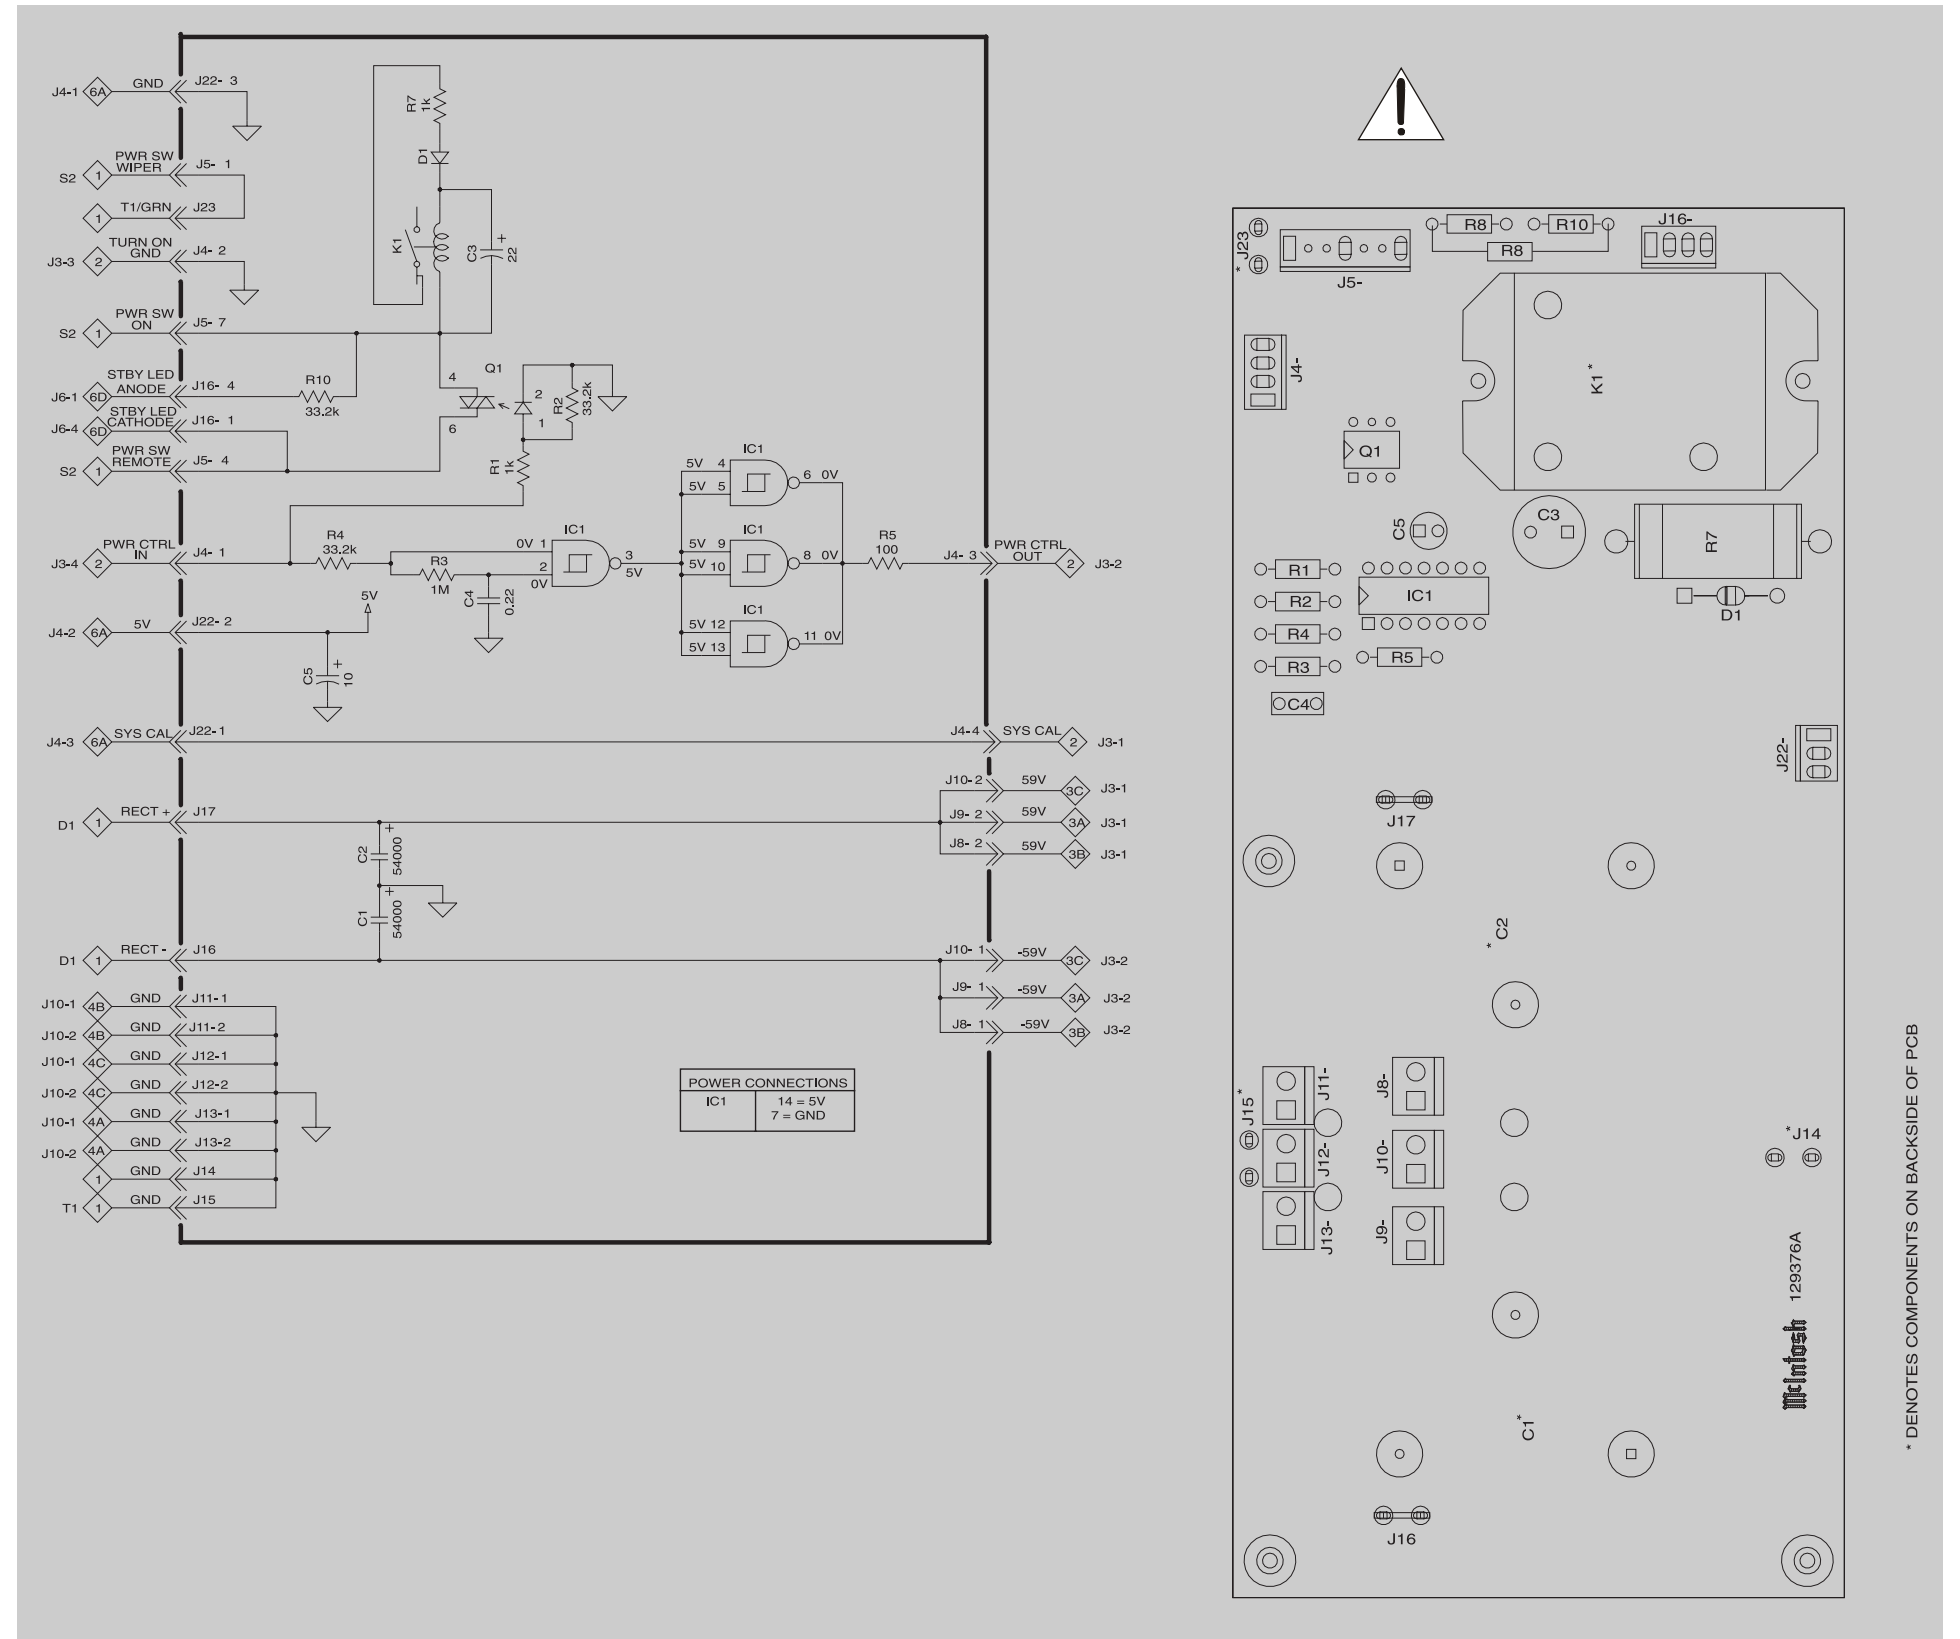 J4-1 6A GND J22- 3
S2 1 PWR SW WIPER J5- 1
1 T1/GRN J23
J3-3 2 TURN ON GND J4- 2
S2 1 PWR SW ON J5- 7
J6-1 6D STBY LED ANODE J16- 4
J6-4 6D STBY LED CATHODE J16- 1
S2 1 PWR SW REMOTE J5- 4
J3-4 2 PWR CTRL IN J4- 1
J4-2 6A 5V J22- 2
J4-3 6A SYS CAL J22-1
D1 1 RECT + J17
D1 1 RECT - J16
J10-1 4B GND J11-1
J10-2 4B GND J11-2
J10-1 4C GND J12-1
J10-2 4C GND J12-2
J10-1 4A GND J13-1
J10-2 4A GND J13-2
1 GND J14
T1 1 GND J15
R7
1k
D1
K1
C3
22
+
R10
33.2k
Q1
4
6
2
1
R2
33.2k
R1
1k
R4
33.2k
R3
1M
C4
0.22
5V
C5
10
+
IC1
0V 1
2
0V
3
5V
IC1
5V 4
5V 5
6 0V
IC1
5V 9
5V 10
8 0V
IC1
5V 12
5V 13
11 0V
R5
100
J4- 3 PWR CTRL OUT 2 J3-2
J4-4 SYS CAL 2 J3-1
J10-2 59V 3C J3-1
J9- 2 59V 3A J3-1
J8- 2 59V 3B J3-1
C2
54000
+
C1
54000
+
J10- 1 -59V 3C J3-2
J9- 1 -59V 3A J3-2
J8- 1 -59V 3B J3-2
POWER CONNECTIONS
IC1 14 = 5V
7 = GND
!
* J23
J5-
R8
R10
R8
J16-
J4-
K1*
Q1
C5
C3
R7
R1
R2
R4
R3
IC1
D1
R5
C4
J22-
J17
* C2
J15*
J11-
J12-
J13-
J8-
J10-
J9-
*J14
C1*
J16
McIntosh 129376A
* DENOTES COMPONENTS ON BACKSIDE OF PCB